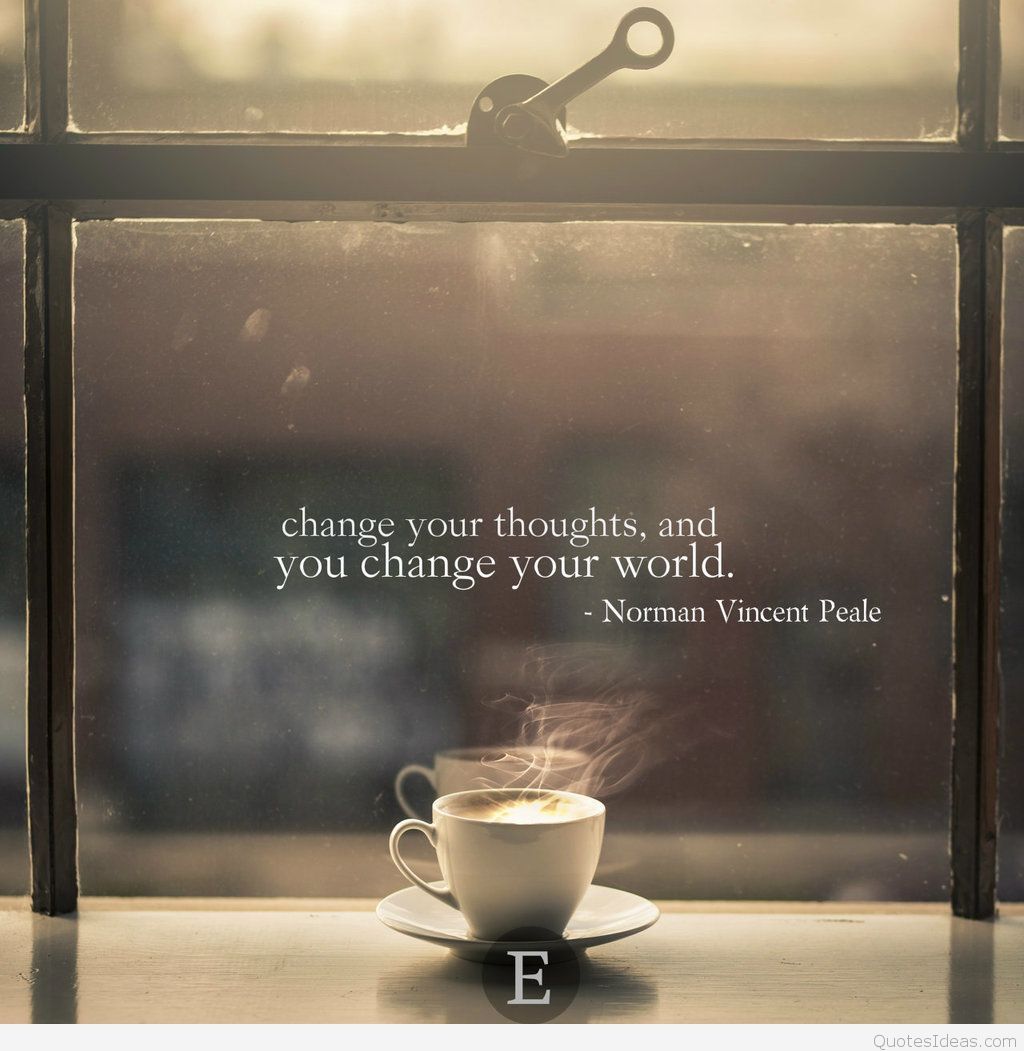 change your thoughts, and
you change your world.
- Norman Vincent Peale
E
QuotesIdeas.com